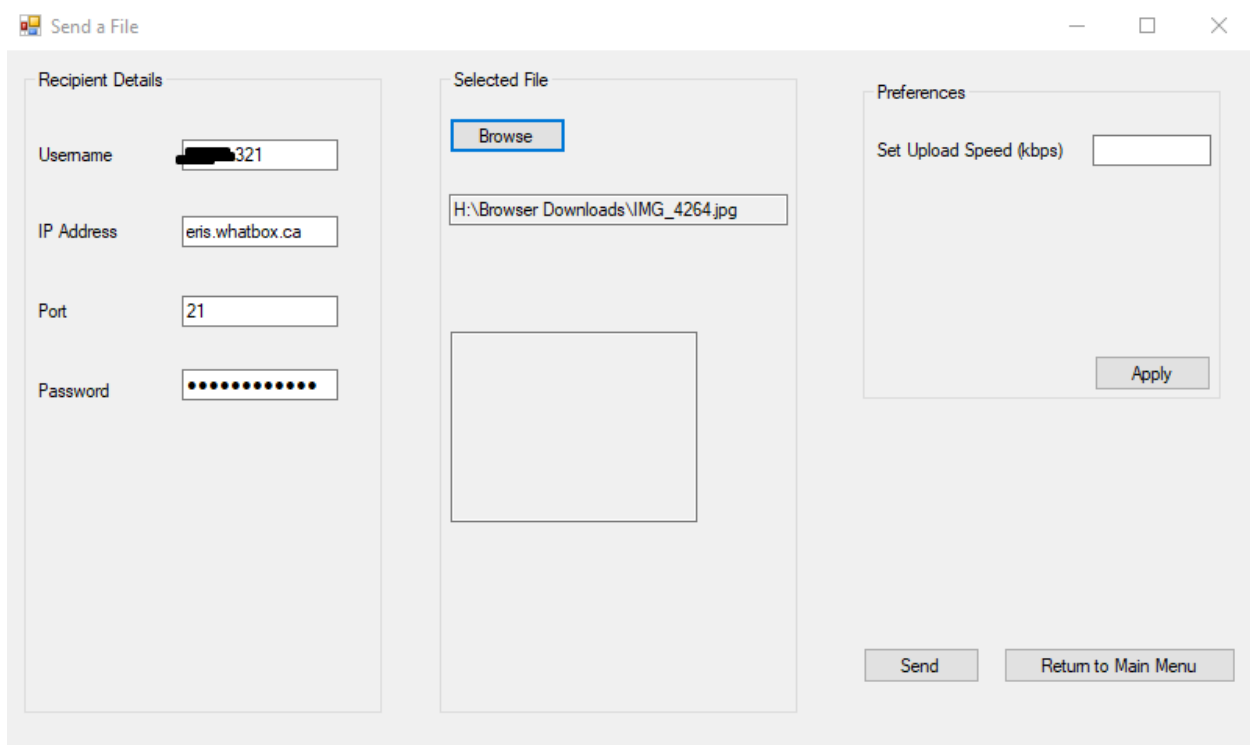 Send a File
Recipient Details
Username
321
IP Address
eris.whatbox.ca
Port
21
Password
••••••••••••
Selected File
Browse
H:\Browser Downloads\IMG_4264.jpg
Preferences
Set Upload Speed (kbps)
Apply
Send
Return to Main Menu